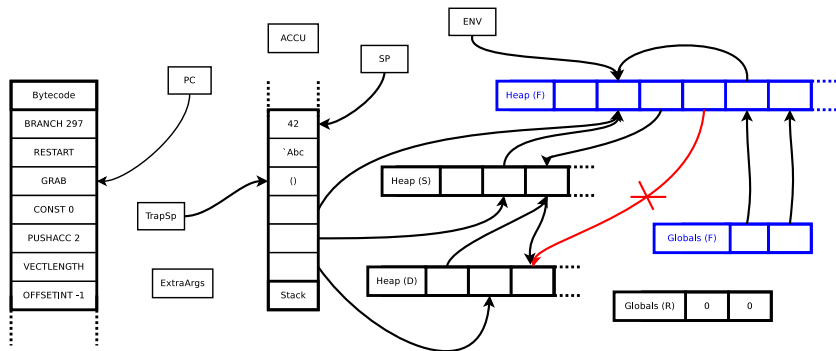 ENV
ACCU
SP
PC
Bytecode
BRANCH 297
RESTART
GRAB
CONST 0
PUSHACC 2
VECTLENGTH
OFFSETINT -1
TrapSp
ExtraArgs
42
`Abc
()
Stack
Heap (F)
Heap (S)
Heap (D)
Globals (F)
Globals (R)
0
0